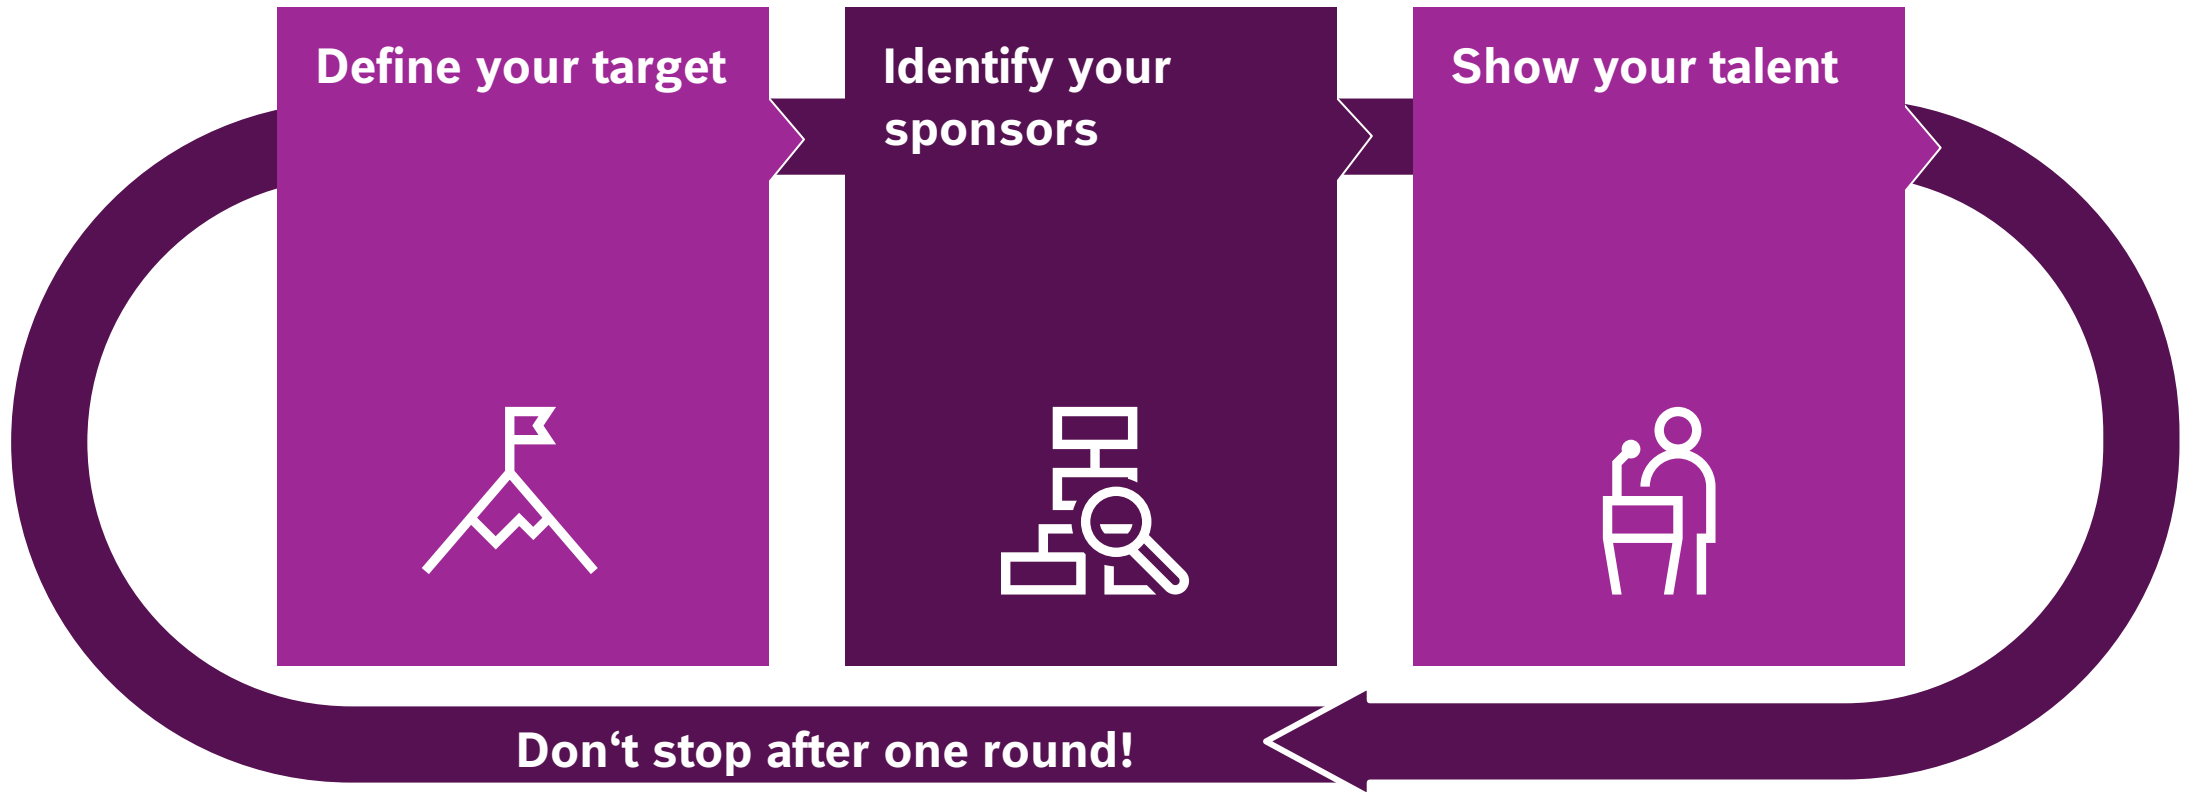 Define your target
Identify your
sponsors
Show your talent
Don‘t stop after one round!